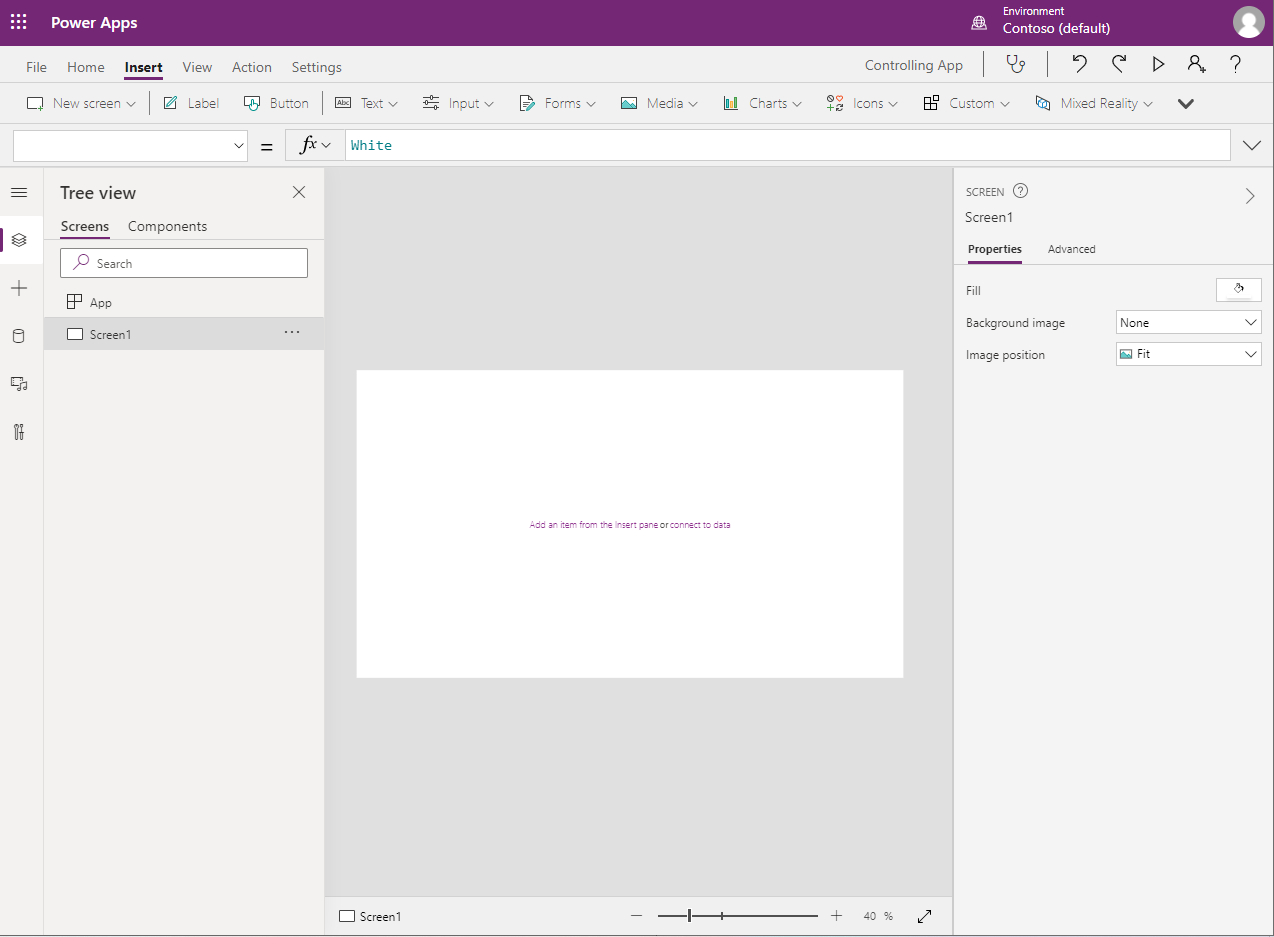 Power Apps
Environment
Contoso (default)
File Home Insert View Action Settings
Controlling App
New screen Label Button Abc Text Input Forms Media Charts Icons Custom Mixed Reality
= fx White
Tree view
Screens Components
Search
App
Screen1
Add an item from the Insert pane or connect to data
Screen1
40 %
SCREEN
Screen1
Properties Advanced
Fill
Background image None
Image position Fit